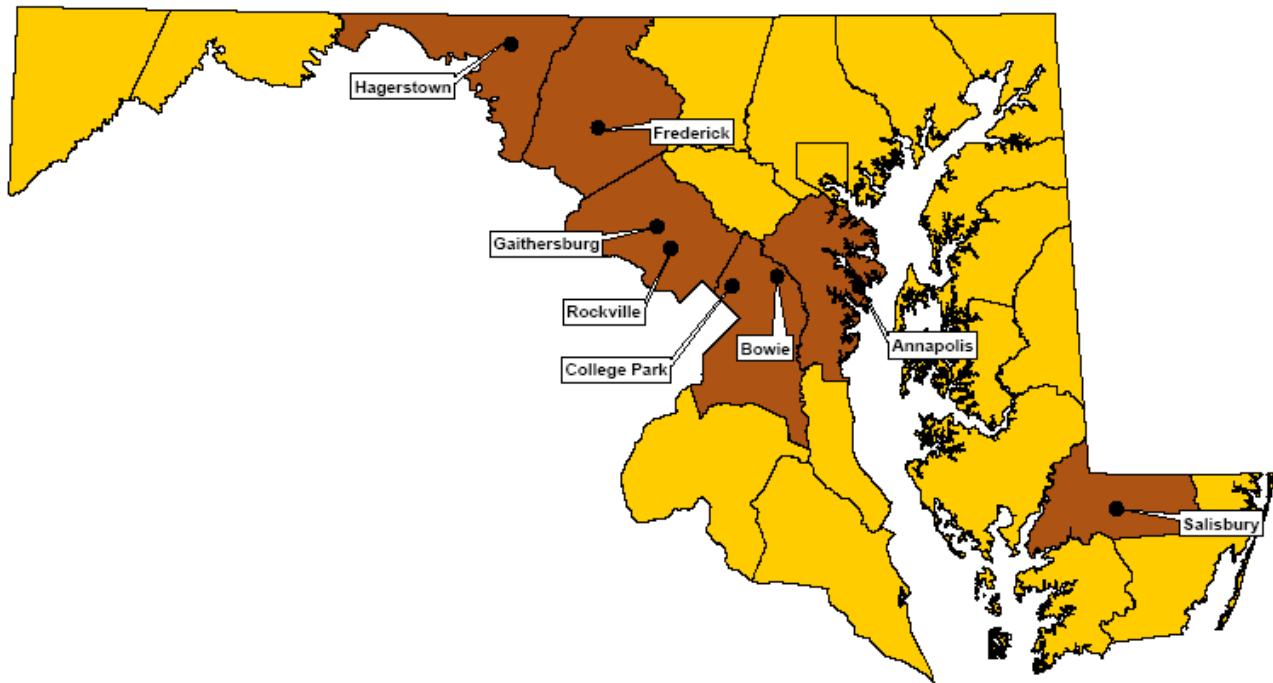 Hagerstown
Frederick
Gaithersburg
Rockville
College Park
Bowie
Annapolis
Salisbury